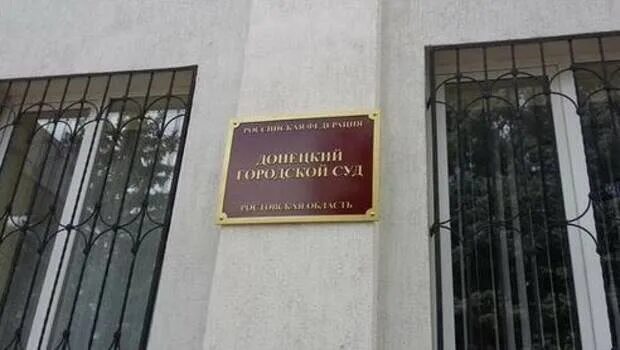 РОССИЙСКАЯ ФЕДЕРАЦИЯ
ДОНЕЦКИЙ
ГОРОДСКОЙ СУД
РОСТОВСКАЯ ОБЛАСТЬ